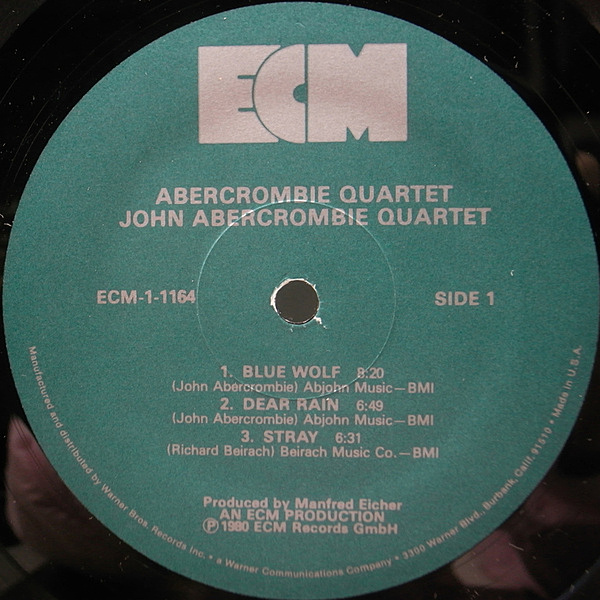 ECM
ABERCROMBIE QUARTET
JOHN ABERCROMBIE QUARTET
ECM-1-1164
SIDE 1
1. BLUE WOLF 8:20
(John Abercrombie) Abjohn Music—BMI
2. DEAR RAIN 6:49
(John Abercrombie) Abjohn Music—BMI
3. STRAY 6:31
(Richard Beirach) Beirach Music Co.—BMI
Produced by Manfred Eicher
AN ECM PRODUCTION
Ⓟ 1980 ECM Records GmbH
Manufactured and distributed by Warner Bros. Records Inc. • a Warner Communications Company • 3300 Warner Blvd., Burbank, Calif. 91510 • Made in U.S.A.